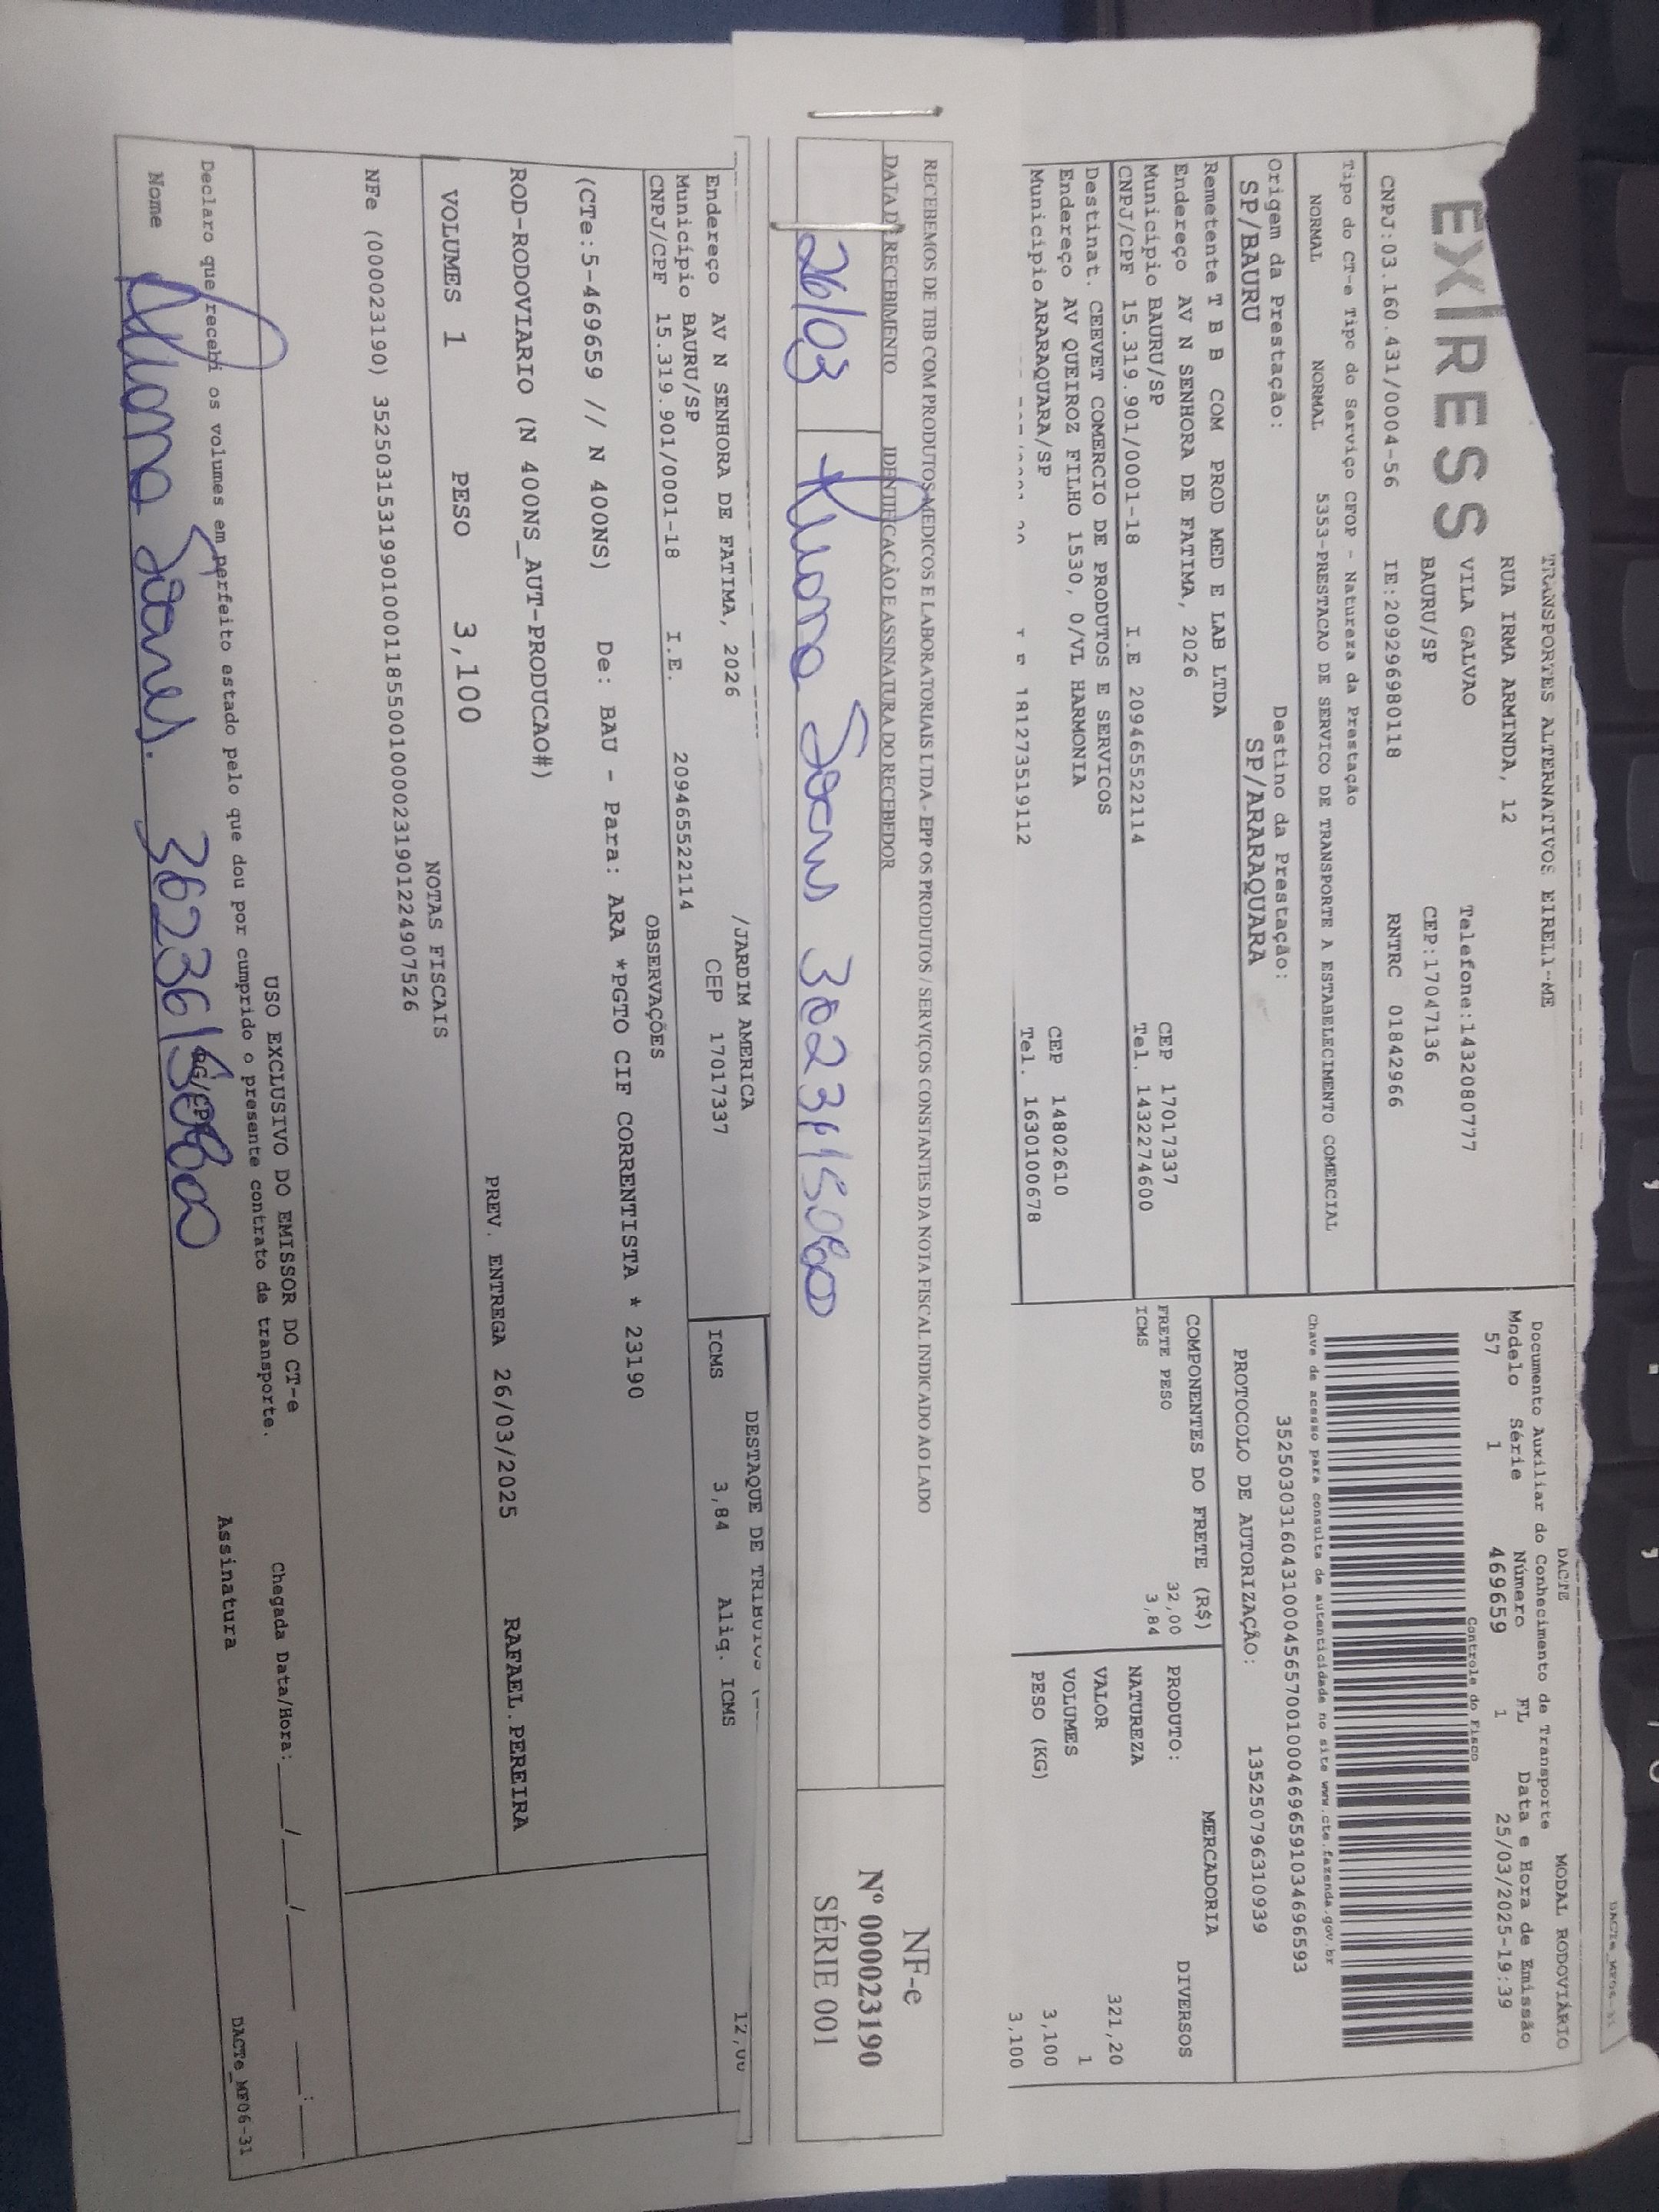 DACTe_MF06-31
TRANSPORTES ALTERNATIVOS EIRELI-ME
RUA IRMA ARMINDA, 12
VILA GALVAO Telefone:1432080777
BAURU/SP CEP:17047136
EX RESS
CNPJ:03.160.431/0004-56 IE:209296980118 RNTRC 01842966
DACTE MODAL RODOVIÁRIO
Documento Auxiliar do Conhecimento de Transporte
Modelo Série Número FL Data e Hora de Emissão
57 1 469659 1 25/03/2025-19:39
Controle do Fisco
Chave de acesso para consulta de autenticidade no site www.cte.fazenda.gov.br
35250303160431000456570010004696591034696593
PROTOCOLO DE AUTORIZAÇÃO: 135250796310939
Tipo do CT-e Tipo do Serviço CFOP - Natureza da Prestação
NORMAL NORMAL 5353-PRESTACAO DE SERVICO DE TRANSPORTE A ESTABELECIMENTO COMERCIAL
Origem da Prestação: Destino da Prestação:
SP/BAURU SP/ARARAQUARA
Remetente T B B COM PROD MED E LAB LTDA
Endereço AV N SENHORA DE FATIMA, 2026
Município BAURU/SP CEP 17017337
CNPJ/CPF 15.319.901/0001-18 I.E 209465522114 Tel. 1432274600
Destinat. CEEVET COMERCIO DE PRODUTOS E SERVICOS
Endereço AV QUEIROZ FILHO 1530, 0/VL HARMONIA
Município ARARAQUARA/SP CEP 14802610
181273519112 Tel. 1630100678
COMPONENTES DO FRETE (R$)
FRETE PESO 32,00
ICMS 3,84
MERCADORIA
PRODUTO: DIVERSOS
NATUREZA
VALOR 321,20
VOLUMES 1
PESO (KG) 3,100
3,100
RECEBEMOS DE TBB COM PRODUTOS MEDICOS E LABORATORIAIS LTDA - EPP OS PRODUTOS / SERVIÇOS CONSTANTES DA NOTA FISCAL INDICADO AO LADO
DATA DE RECEBIMENTO IDENTIFICAÇÃO E ASSINATURA DO RECEBEDOR
26/03
NF-e
Nº 000023190
SÉRIE 001
/JARDIM AMERICA
Endereço AV N SENHORA DE FATIMA, 2026 CEP 17017337
Município BAURU/SP
CNPJ/CPF 15.319.901/0001-18 I.E. 209465522114
DESTAQUE DE TRIBUTOS
ICMS 3,84 Aliq. ICMS 12,00
OBSERVAÇÕES
(CTe:5-469659 // N 400NS) De: BAU - Para: ARA *PGTO CIF CORRENTISTA * 23190
ROD-RODOVIARIO (N 400NS_AUT-PRODUCAO#)
PREV. ENTREGA 26/03/2025 RAFAEL.PEREIRA
VOLUMES 1 PESO 3,100
NOTAS FISCAIS
NFe (000023190) 35250315319901000118550010000231901224907526
USO EXCLUSIVO DO EMISSOR DO CT-e
Declaro que recebi os volumes em perfeito estado pelo que dou por cumprido o presente contrato de transporte.
Chegada Data/Hora: ___/___/_____ ___:___
Nome RG/CPF Assinatura
DACTe_MF06-31